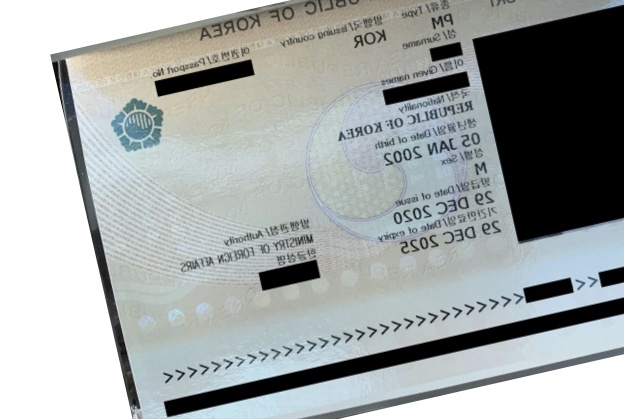 REPUBLIC OF KOREA
종류/Type
발행국/Issuing country
여권번호/Passport No
PM
KOR
성/Surname
이름/Given names
국적/Nationality
REPUBLIC OF KOREA
생년월일/Date of birth
05 JAN 2002
성별/Sex
M
발급일/Date of issue
발행관청/Authority
29 DEC 2020
MINISTRY OF FOREIGN AFFAIRS
기간만료일/Date of expiry
한글성명
29 DEC 2025